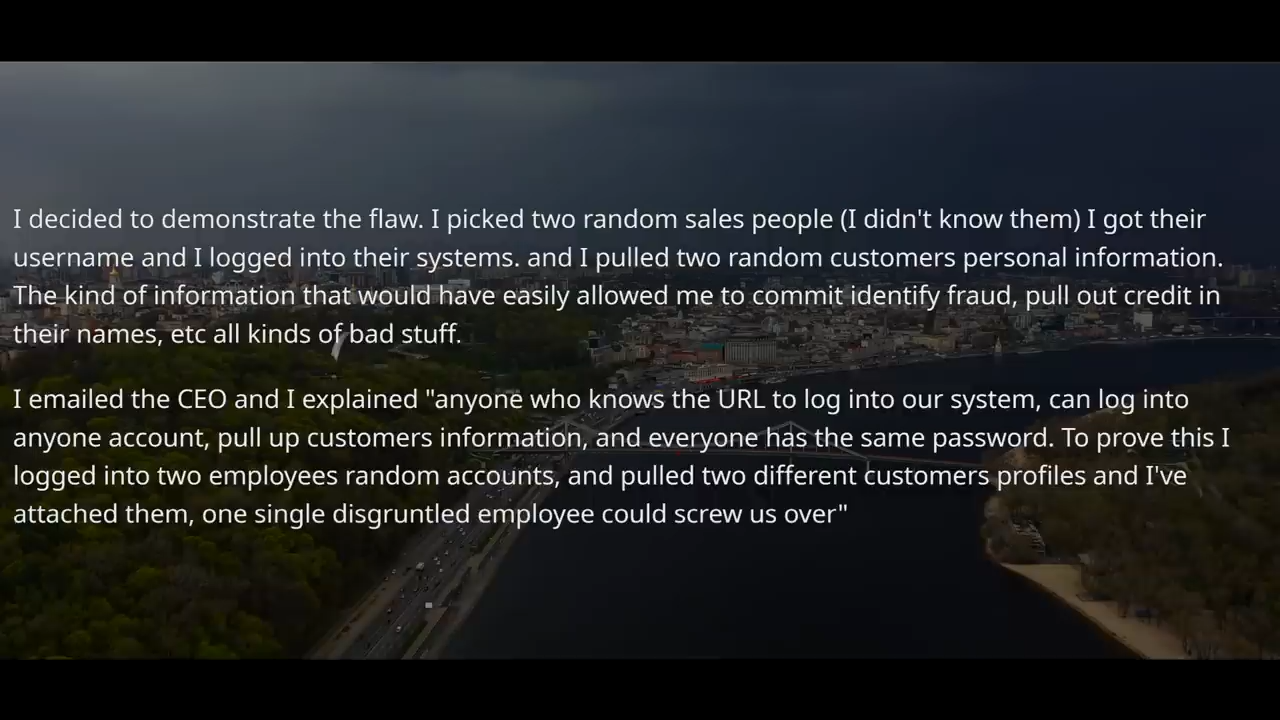 I decided to demonstrate the flaw. I picked two random sales people (I didn't know them) I got their
username and I logged into their systems. and I pulled two random customers personal information.
The kind of information that would have easily allowed me to commit identify fraud, pull out credit in
their names, etc all kinds of bad stuff.
I emailed the CEO and I explained "anyone who knows the URL to log into our system, can log into
anyone account, pull up customers information, and everyone has the same password. To prove this I
logged into two employees random accounts, and pulled two different customers profiles and I've
attached them, one single disgruntled employee could screw us over"